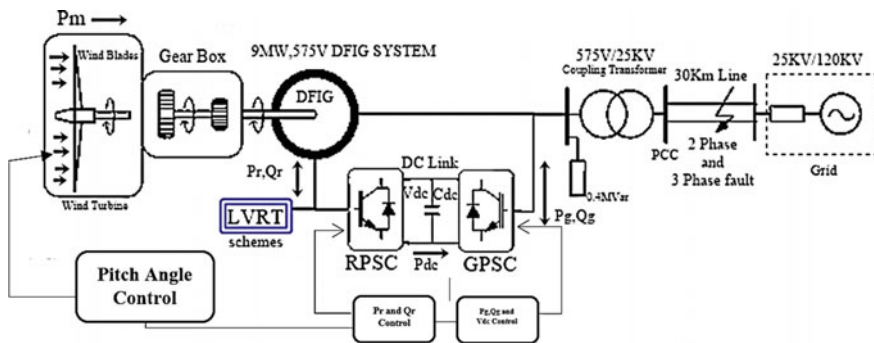 Pm
Wind Blades
Wind Turbine
Gear Box
9MW,575V DFIG SYSTEM
DFIG
Pr,Qr
LVRT
schemes
DC Link
Vdc
Cdc
Pdc
RPSC
GPSC
Pg,Qg
575V/25KV
Coupling Transformer
0.4MVar
30Km Line
PCC
2 Phase
and
3 Phase fault
25KV/120KV
Grid
Pitch Angle
Control
Pr and Qr
Control
Pg,Qg and
Vdc Control